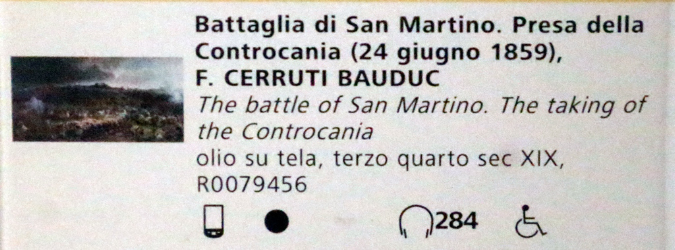 Battaglia di San Martino. Presa della
Controcania (24 giugno 1859),
F. CERRUTI BAUDUC
The battle of San Martino. The taking of
the Controcania
olio su tela, terzo quarto sec XIX,
R0079456
284